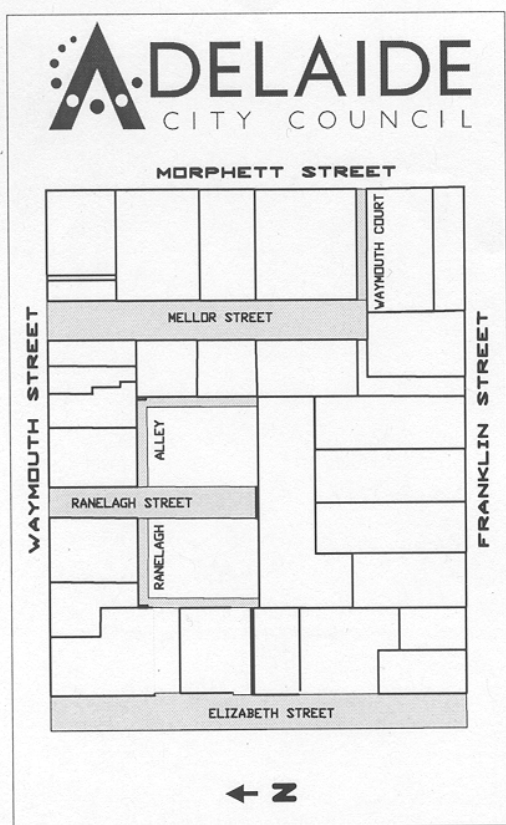 ADELAIDE
CITY COUNCIL
MORPHETT STREET
WAYMOUTH COURT
MELLOR STREET
WAYMOUTH STREET
FRANKLIN STREET
ALLEY
RANELAGH STREET
RANELAGH
ELIZABETH STREET
N